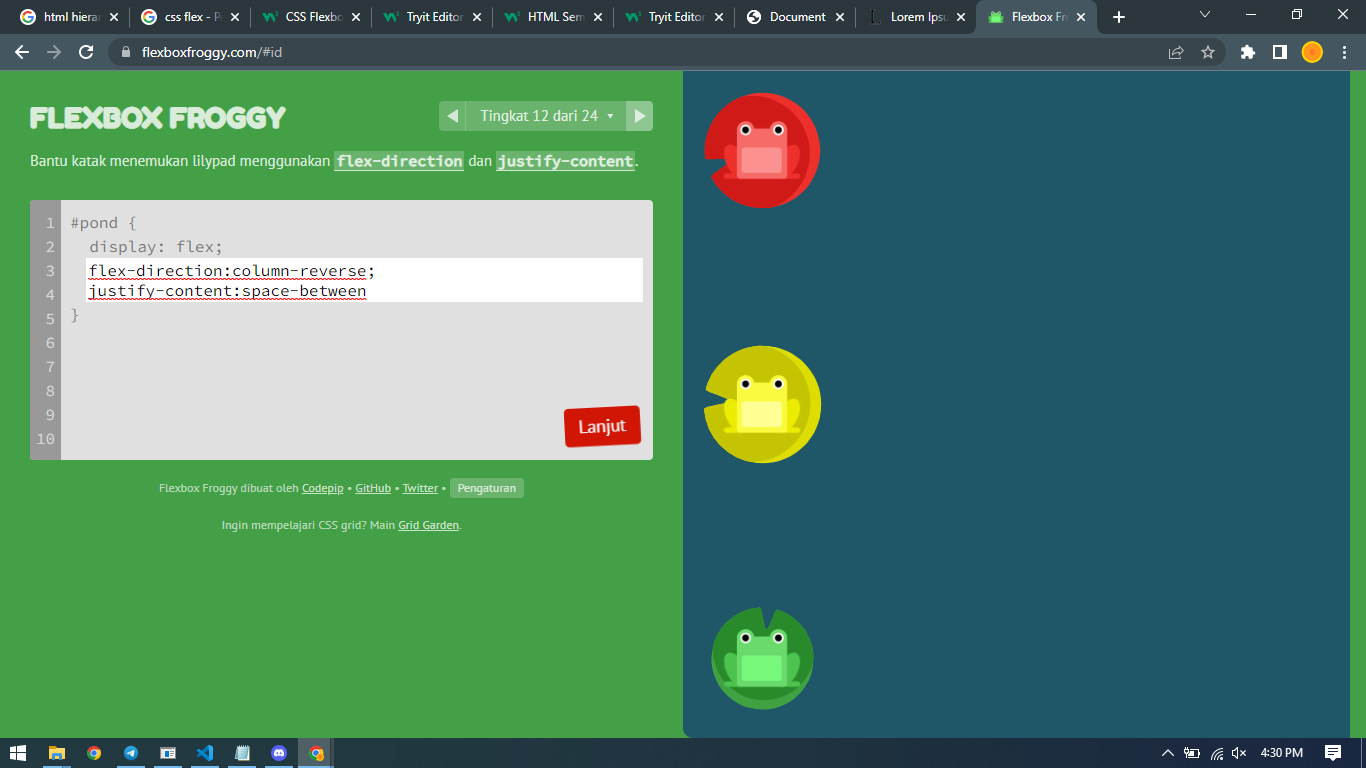 html hierar
css flex - P
CSS Flexbo
Tryit Editor
HTML Sem
Tryit Editor
Document
Lorem Ipsu
Flexbox Fro
flexboxfroggy.com/#id
FLEXBOX FROGGY
Tingkat 12 dari 24
Bantu katak menemukan lilypad menggunakan flex-direction dan justify-content.
1 #pond {
2 display: flex;
3 flex-direction:column-reverse;
4 justify-content:space-between
5 }
6
7
8
9
10
Lanjut
Flexbox Froggy dibuat oleh Codepip • GitHub • Twitter • Pengaturan
Ingin mempelajari CSS grid? Main Grid Garden.
4:30 PM